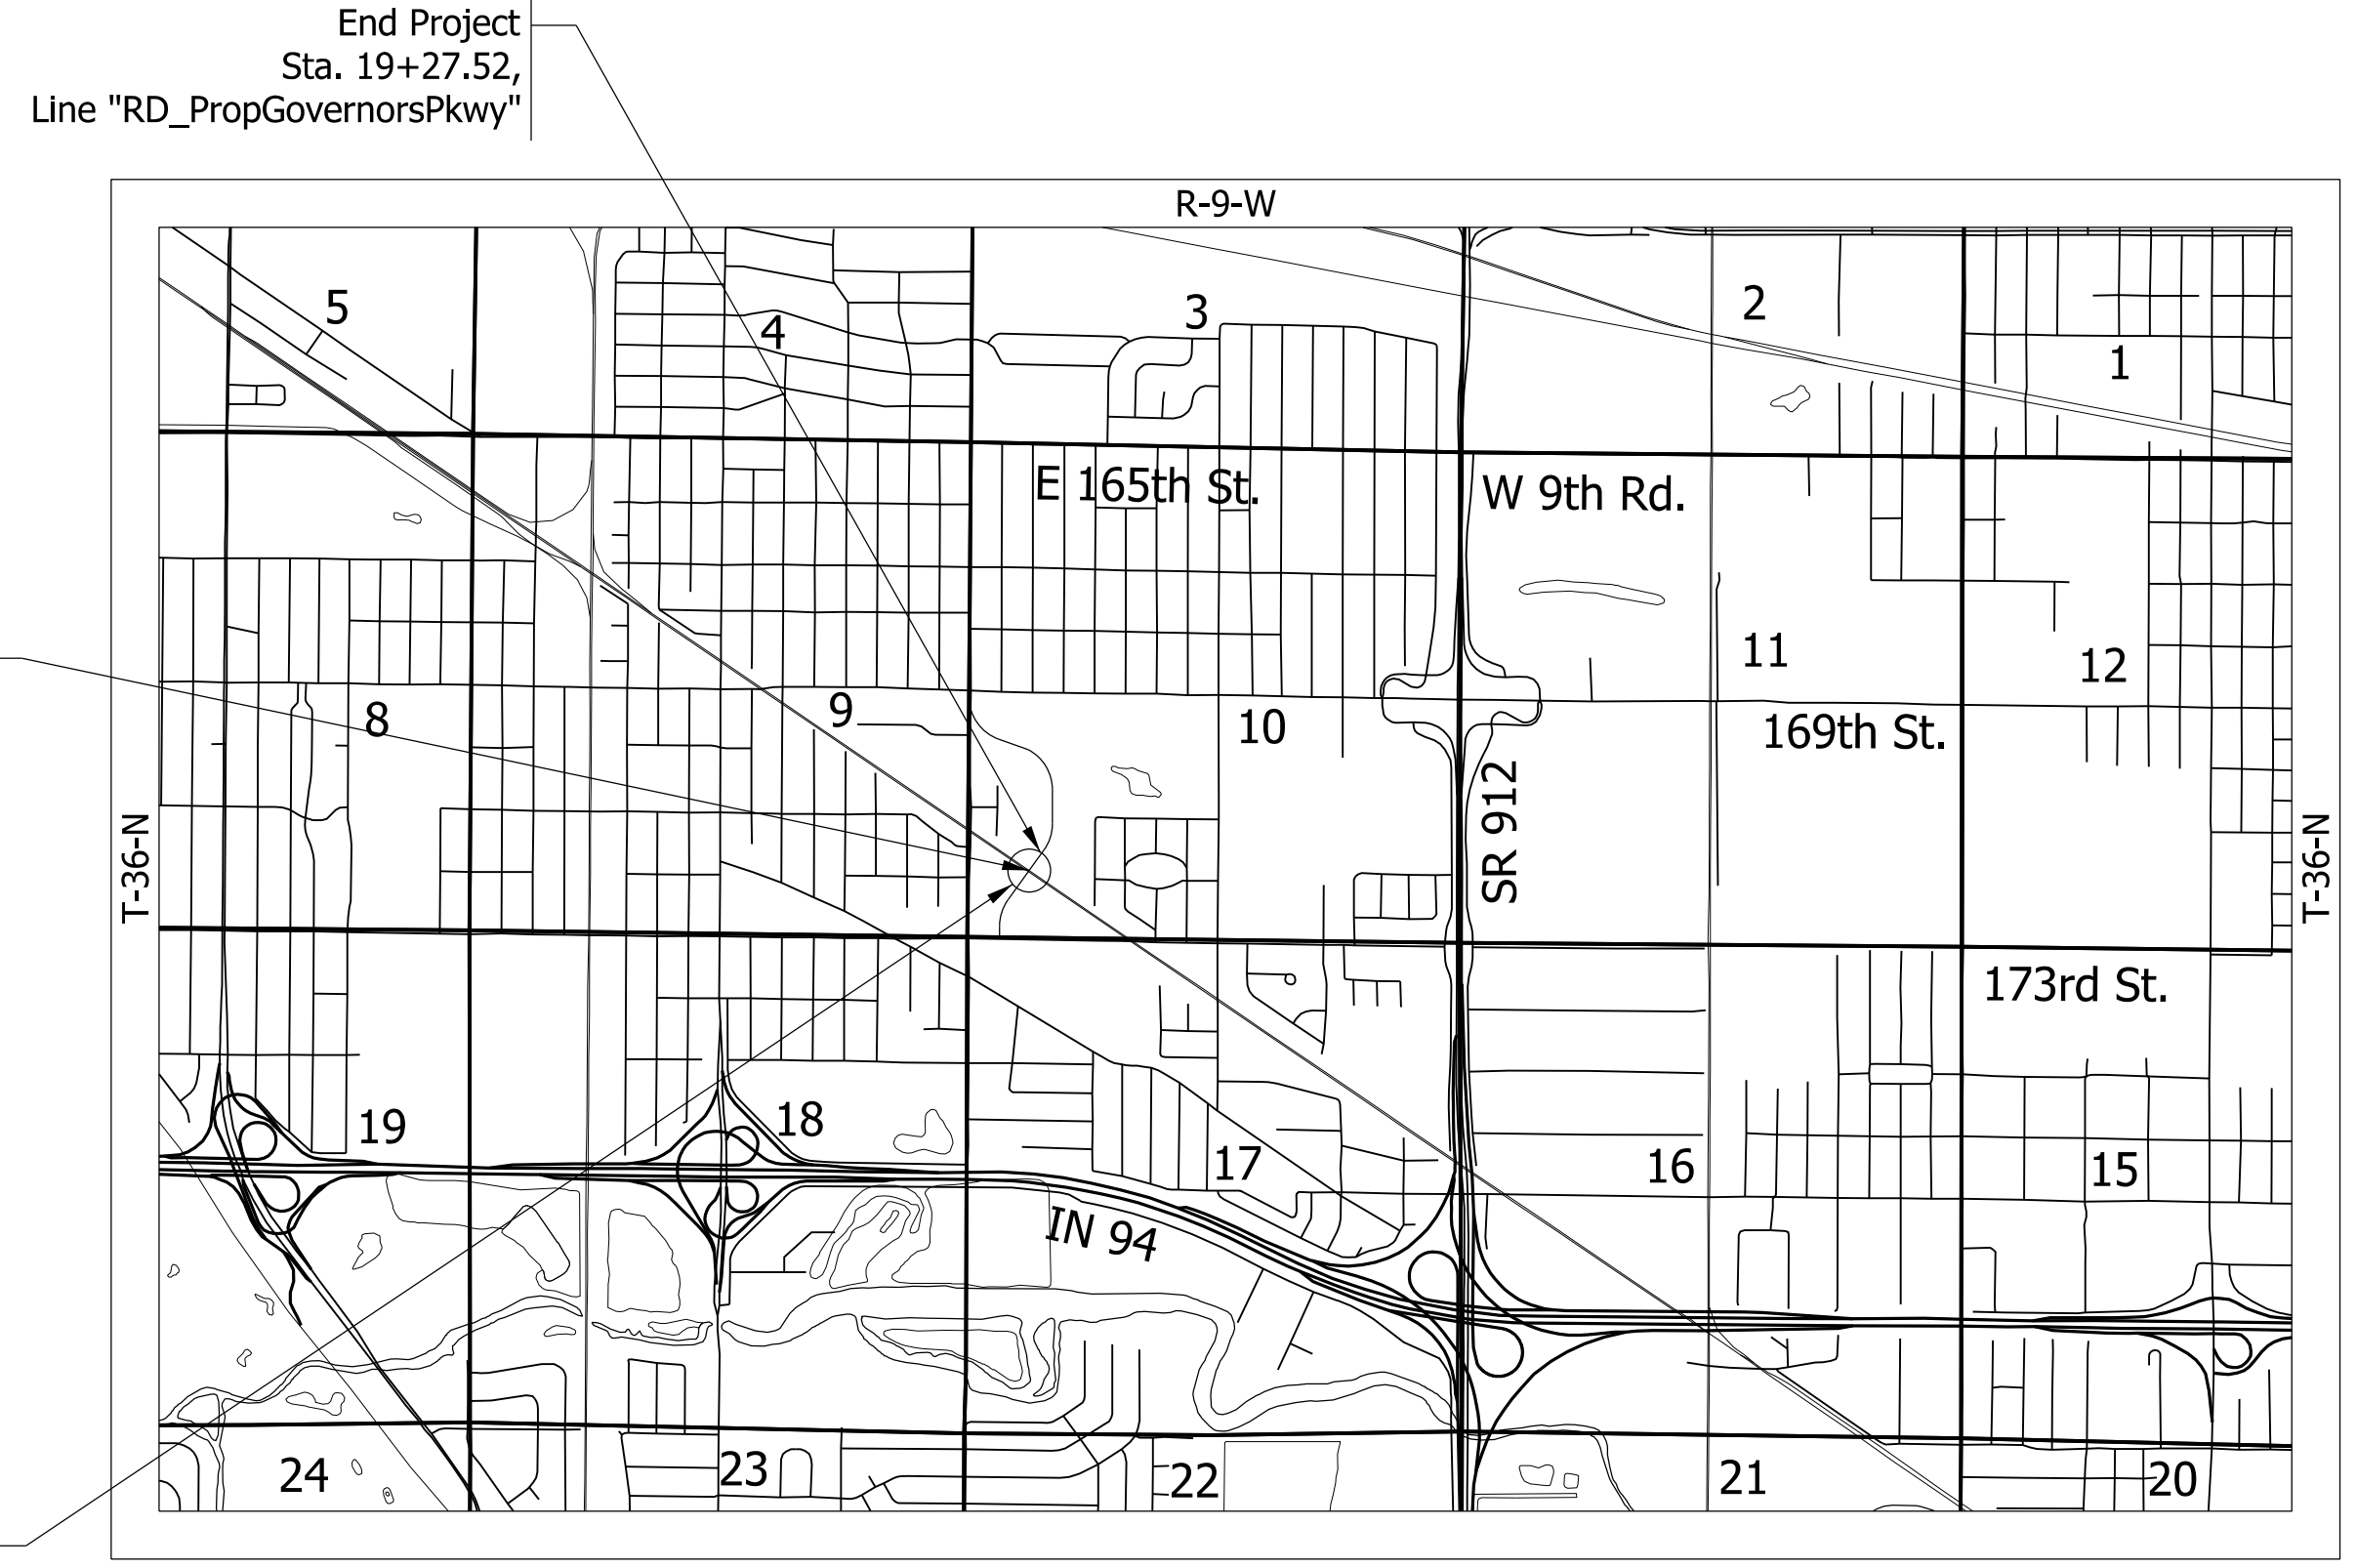 End Project
Sta. 19+27.52,
Line "RD_PropGovernorsPkwy"
R-9-W
5
4
3
2
1
E 165th St.
W 9th Rd.
8
9
10
11
12
169th St.
SR 912
T-36-N
T-36-N
173rd St.
19
18
17
16
15
IN 94
24
23
22
21
20